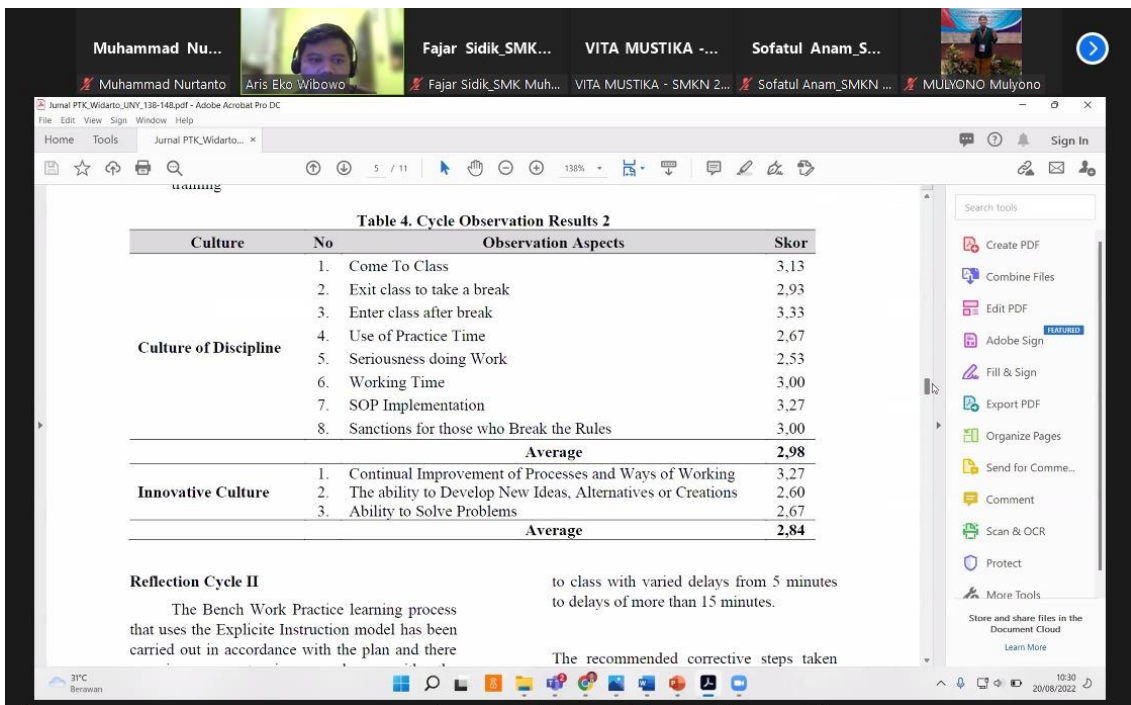 Muhammad Nu...
Fajar Sidik_SMK...
VITA MUSTIKA -...
Sofatul Anam_S...
Muhammad Nurtanto
Aris Eko Wibowo
Fajar Sidik_SMK Muh...
VITA MUSTIKA - SMKN 2...
Sofatul Anam_SMKN ...
MULYONO Mulyono
Jurnal PTK_Widarto_UNY_138-148.pdf - Adobe Acrobat Pro DC
File Edit View Sign Window Help
Home Tools Jurnal PTK_Widarto... ×
Sign In
5 / 11
138%
training
Table 4. Cycle Observation Results 2
Culture No Observation Aspects Skor
1. Come To Class 3,13
2. Exit class to take a break 2,93
3. Enter class after break 3,33
4. Use of Practice Time 2,67
Culture of Discipline
5. Seriousness doing Work 2,53
6. Working Time 3,00
7. SOP Implementation 3,27
8. Sanctions for those who Break the Rules 3,00
Average 2,98
1. Continual Improvement of Processes and Ways of Working 3,27
Innovative Culture 2. The ability to Develop New Ideas, Alternatives or Creations 2,60
3. Ability to Solve Problems 2,67
Average 2,84
Reflection Cycle II
The Bench Work Practice learning process
that uses the Explicite Instruction model has been
carried out in accordance with the plan and there
to class with varied delays from 5 minutes
to delays of more than 15 minutes.
The recommended corrective steps taken
Search tools
Create PDF
Combine Files
Edit PDF
FEATURED
Adobe Sign
Fill & Sign
Export PDF
Organize Pages
Send for Comme...
Comment
Scan & OCR
Protect
More Tools
Store and share files in the
Document Cloud
Learn More
31°C
Berawan
10:30
20/08/2022